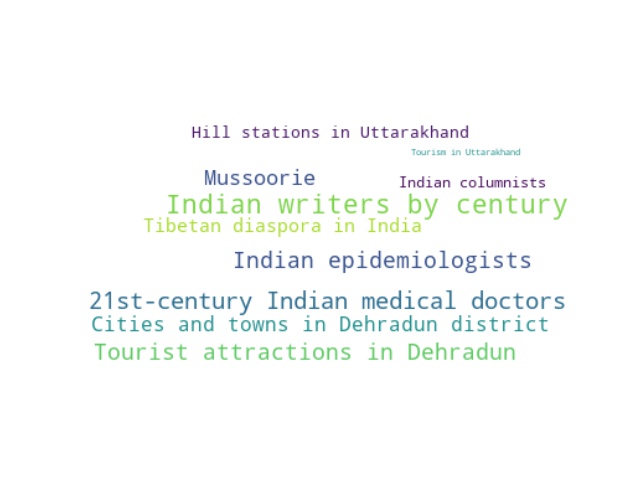 Hill stations in Uttarakhand
Tourism in Uttarakhand
Mussoorie
Indian columnists
Indian writers by century
Tibetan diaspora in India
Indian epidemiologists
21st-century Indian medical doctors
Cities and towns in Dehradun district
Tourist attractions in Dehradun